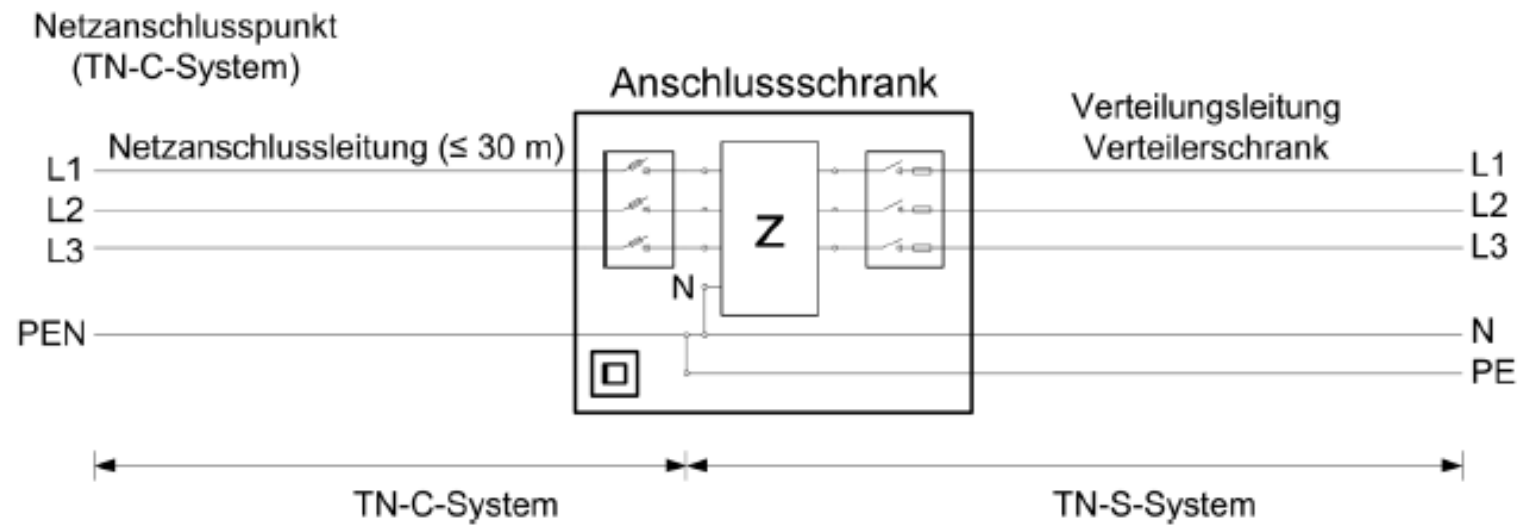 Netzanschlusspunkt
(TN-C-System)
Anschlussschrank
Verteilungsleitung
Verteilerschrank
Netzanschlussleitung (≤ 30 m)
L1
L2
L3
PEN
Z
N
L1
L2
L3
N
PE
TN-C-System
TN-S-System